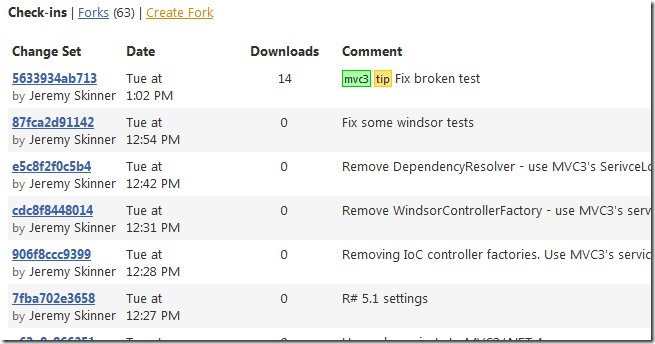 Check-ins | Forks (63) | Create Fork
Change Set Date Downloads Comment
5633934ab713 Tue at 14 mvc3 tip Fix broken test
by Jeremy Skinner 1:02 PM
87fca2d91142 Tue at 0 Fix some windsor tests
by Jeremy Skinner 12:54 PM
e5c8f2f0c5b4 Tue at 0 Remove DependencyResolver - use MVC3's SerivceLo
by Jeremy Skinner 12:42 PM
cdc8f8448014 Tue at 0 Remove WindsorControllerFactory - use MVC3's serv
by Jeremy Skinner 12:31 PM
906f8ccc9399 Tue at 0 Removing IoC controller factories. Use MVC3's servic
by Jeremy Skinner 12:28 PM
7fba702e3658 Tue at 0 R# 5.1 settings
by Jeremy Skinner 12:27 PM